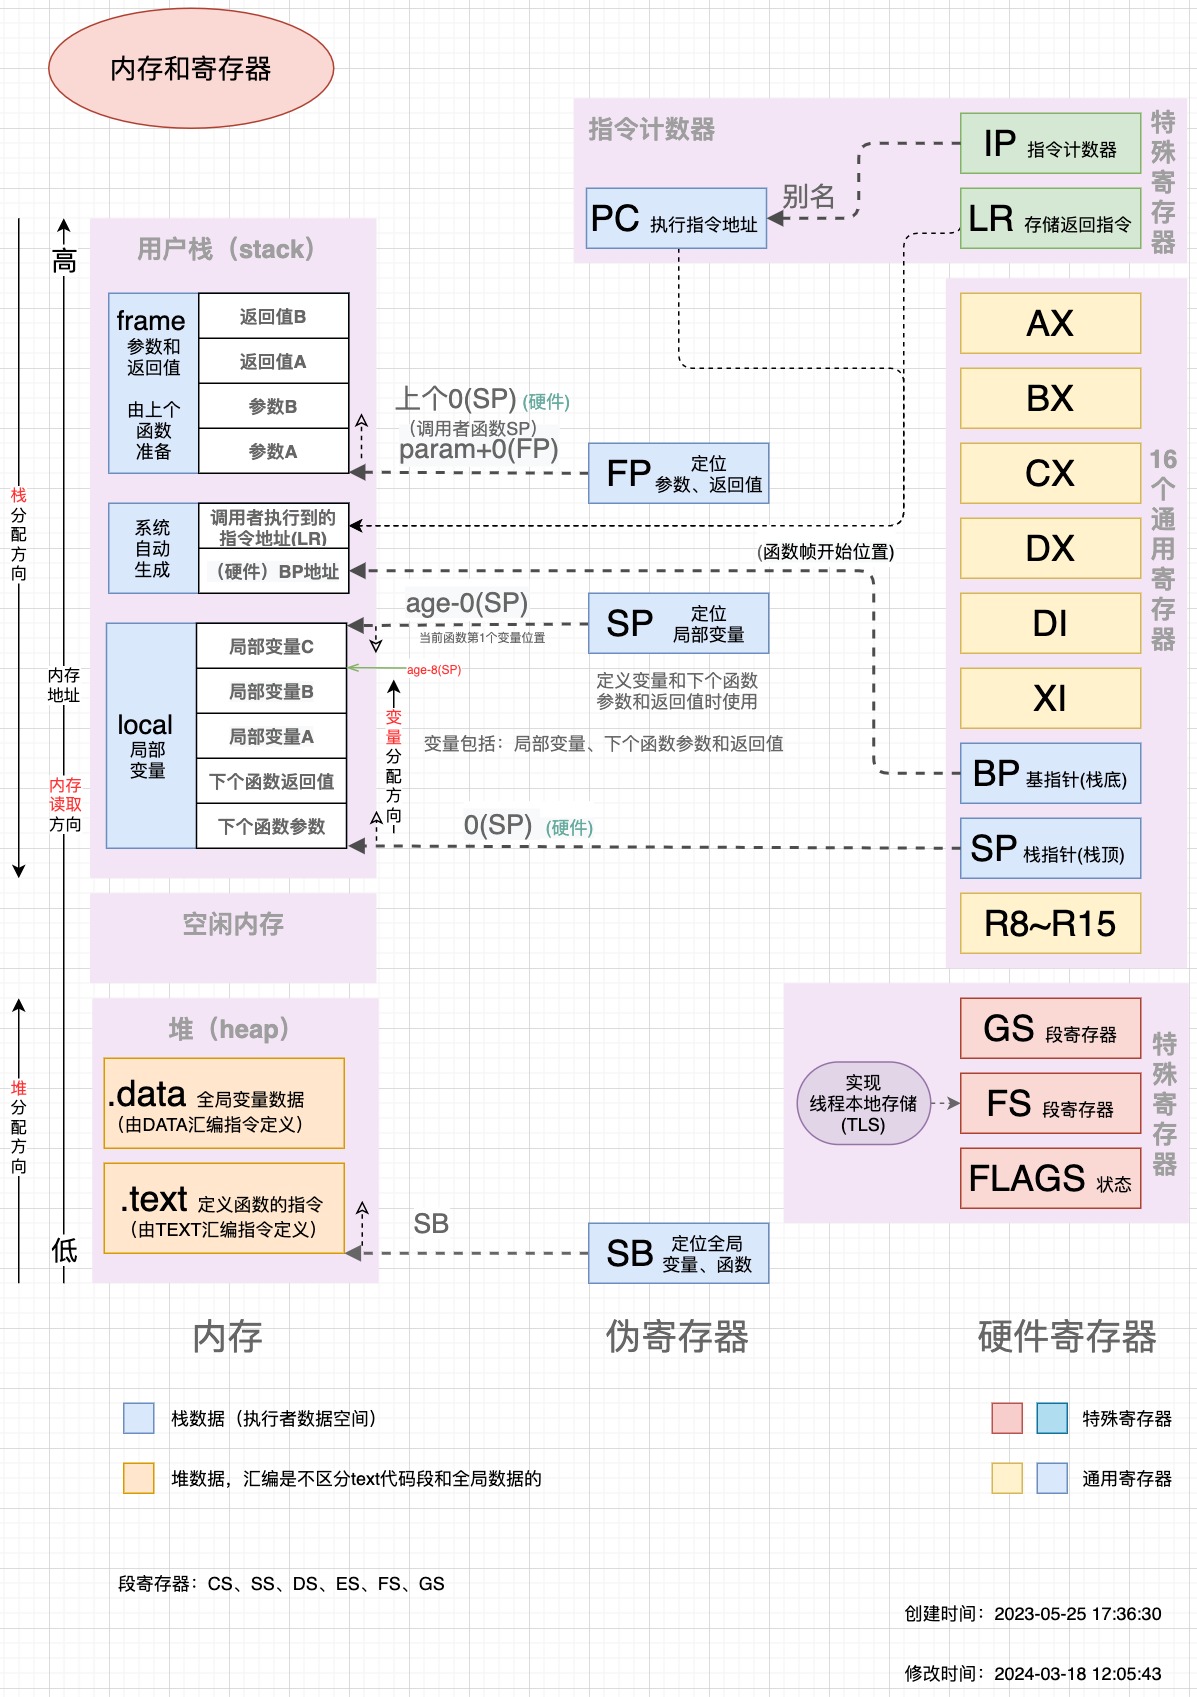 内存和寄存器
指令计数器
IP 指令计数器
别名
PC 执行指令地址
LR 存储返回指令
特殊寄存器
高
用户栈（stack）
frame
参数和
返回值
由上个
函数
准备
返回值B
返回值A
参数B
参数A
上个0(SP) (硬件)
（调用者函数SP）
param+0(FP)
FP 定位
参数、返回值
栈分配方向
系统
自动
生成
调用者执行到的
指令地址(LR)
（硬件）BP地址
(函数帧开始位置)
age-0(SP)
当前函数第1个变量位置
SP 定位
局部变量
age-8(SP)
定义变量和下个函数
参数和返回值时使用
变量包括：局部变量、下个函数参数和返回值
变量分配方向
local
局部
变量
局部变量C
局部变量B
局部变量A
下个函数返回值
下个函数参数
0(SP) (硬件)
内存
地址
内存
读取
方向
AX
BX
CX
DX
DI
XI
BP 基指针(栈底)
SP 栈指针(栈顶)
R8~R15
16个通用寄存器
空闲内存
堆（heap）
堆分配方向
.data 全局变量数据
（由DATA汇编指令定义）
.text 定义函数的指令
（由TEXT汇编指令定义）
低
SB
SB 定位全局
变量、函数
实现
线程本地存储
(TLS)
GS 段寄存器
FS 段寄存器
FLAGS 状态
特殊寄存器
内存
伪寄存器
硬件寄存器
栈数据（执行者数据空间）
堆数据，汇编是不区分text代码段和全局数据的
特殊寄存器
通用寄存器
段寄存器：CS、SS、DS、ES、FS、GS
创建时间：2023-05-25 17:36:30
修改时间：2024-03-18 12:05:43